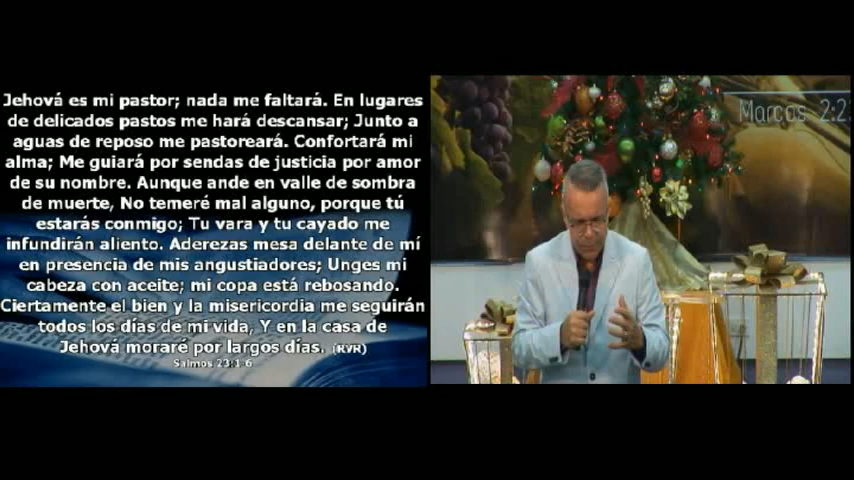 Jehová es mi pastor; nada me faltará. En lugares
de delicados pastos me hará descansar; Junto a
aguas de reposo me pastoreará. Confortará mi
alma; Me guiará por sendas de justicia por amor
de su nombre. Aunque ande en valle de sombra
de muerte, No temeré mal alguno, porque tú
estarás conmigo; Tu vara y tu cayado me
infundirán aliento. Aderezas mesa delante de mí
en presencia de mis angustiadores; Unges mi
cabeza con aceite; mi copa está rebosando.
Ciertamente el bien y la misericordia me seguirán
todos los días de mi vida, Y en la casa de
Jehová moraré por largos días. (RVR)
Salmos 23:1-6
Marcos 2:2